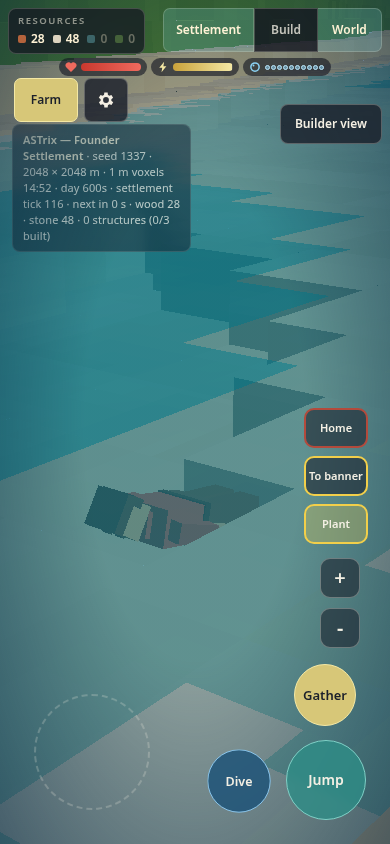 RESOURCES
28 48 0 0
Settlement Build World
Farm
Builder view
ASTrix — Founder
Settlement · seed 1337 ·
2048 × 2048 m · 1 m voxels
14:52 · day 600s · settlement
tick 116 · next in 0 s · wood 28
· stone 48 · 0 structures (0/3
built)
Home
To banner
Plant
+
-
Gather
Dive
Jump